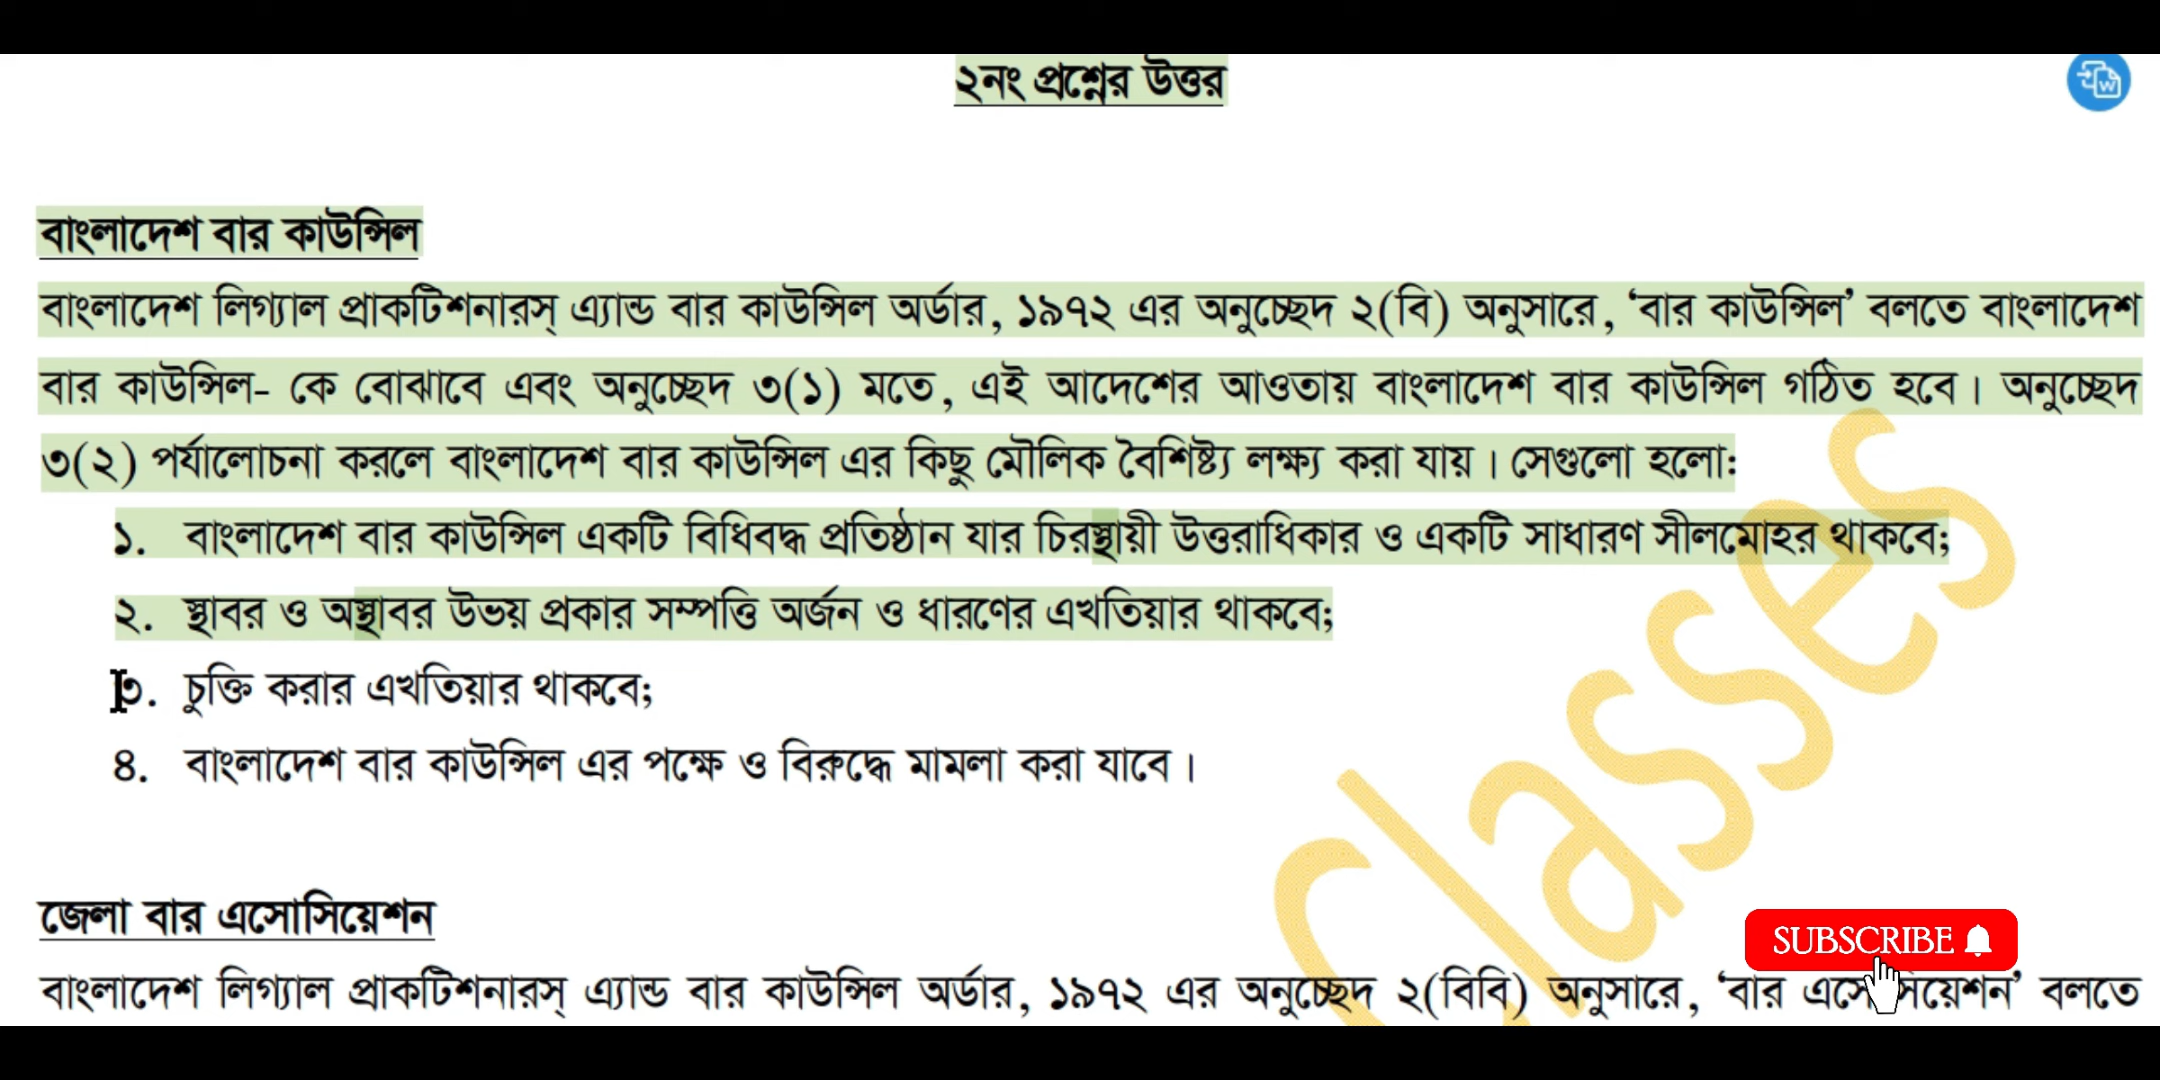 ২নং প্রশ্নের উত্তর
বাংলাদেশ বার কাউন্সিল
বাংলাদেশ লিগ্যাল প্রাকটিশনারস্ এ্যান্ড বার কাউন্সিল অর্ডার, ১৯৭২ এর অনুচ্ছেদ ২(বি) অনুসারে, ‘বার কাউন্সিল’ বলতে বাংলাদেশ
বার কাউন্সিল- কে বোঝাবে এবং অনুচ্ছেদ ৩(১) মতে, এই আদেশের আওতায় বাংলাদেশ বার কাউন্সিল গঠিত হবে। অনুচ্ছেদ
৩(২) পর্যালোচনা করলে বাংলাদেশ বার কাউন্সিল এর কিছু মৌলিক বৈশিষ্ট্য লক্ষ্য করা যায়। সেগুলো হলো:
১. বাংলাদেশ বার কাউন্সিল একটি বিধিবদ্ধ প্রতিষ্ঠান যার চিরস্থায়ী উত্তরাধিকার ও একটি সাধারণ সীলমোহর থাকবে;
২. স্থাবর ও অস্থাবর উভয় প্রকার সম্পত্তি অর্জন ও ধারণের এখতিয়ার থাকবে;
৩. চুক্তি করার এখতিয়ার থাকবে;
৪. বাংলাদেশ বার কাউন্সিল এর পক্ষে ও বিরুদ্ধে মামলা করা যাবে।
জেলা বার এসোসিয়েশন
SUBSCRIBE
বাংলাদেশ লিগ্যাল প্রাকটিশনারস্ এ্যান্ড বার কাউন্সিল অর্ডার, ১৯৭২ এর অনুচ্ছেদ ২(বিবি) অনুসারে, ‘বার এসোসিয়েশন’ বলতে
Classes